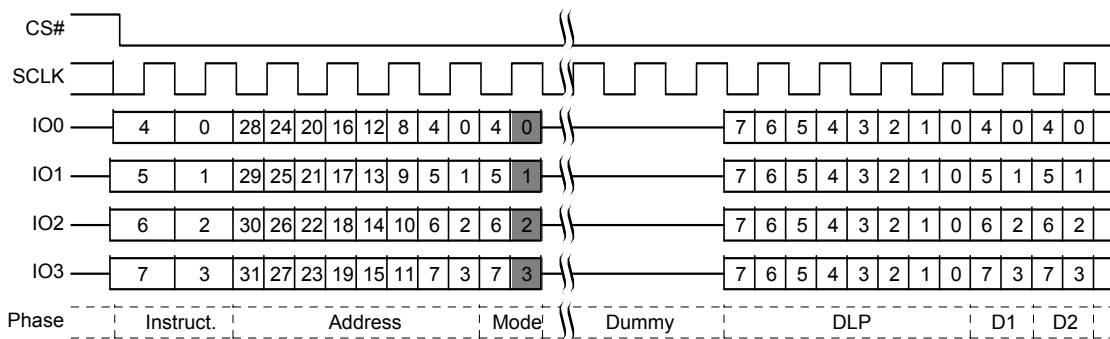 CS#
SCLK
IO0 4 0 28 24 20 16 12 8 4 0 4 0 7 6 5 4 3 2 1 0 4 0 4 0
IO1 5 1 29 25 21 17 13 9 5 1 5 1 7 6 5 4 3 2 1 0 5 1 5 1
IO2 6 2 30 26 22 18 14 10 6 2 6 2 7 6 5 4 3 2 1 0 6 2 6 2
IO3 7 3 31 27 23 19 15 11 7 3 7 3 7 6 5 4 3 2 1 0 7 3 7 3
Phase Instruct. Address Mode Dummy DLP D1 D2